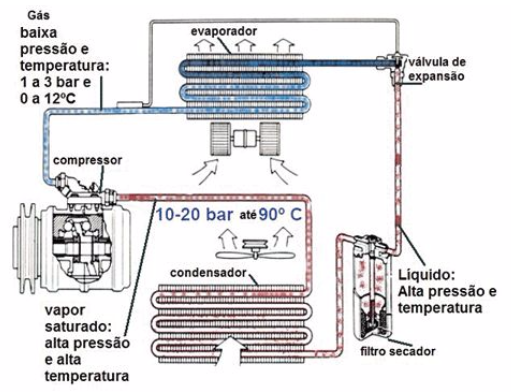 Gás
baixa
pressão e
temperatura:
1 a 3 bar e
0 a 12ºC
evaporador
válvula de
expansão
compressor
10-20 bar até 90º C
condensador
Líquido:
Alta pressão e
temperatura
vapor
saturado:
alta pressão
e alta
temperatura
filtro secador